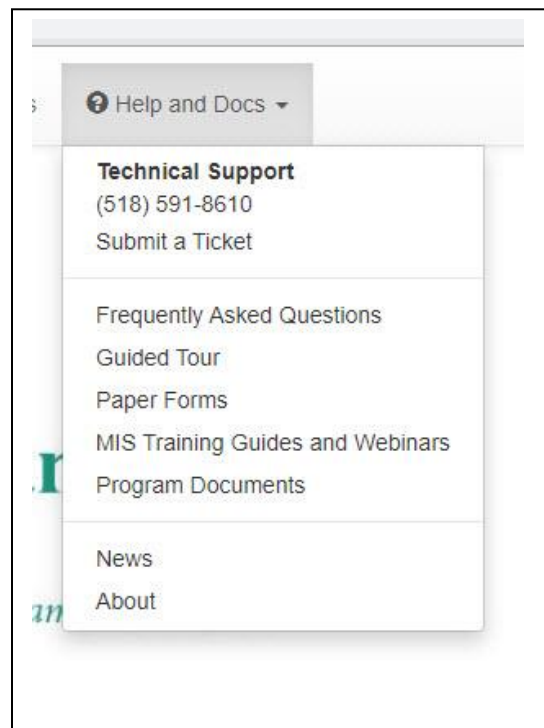 s
Help and Docs
Technical Support
(518) 591-8610
Submit a Ticket
Frequently Asked Questions
Guided Tour
Paper Forms
MIS Training Guides and Webinars
Program Documents
News
About